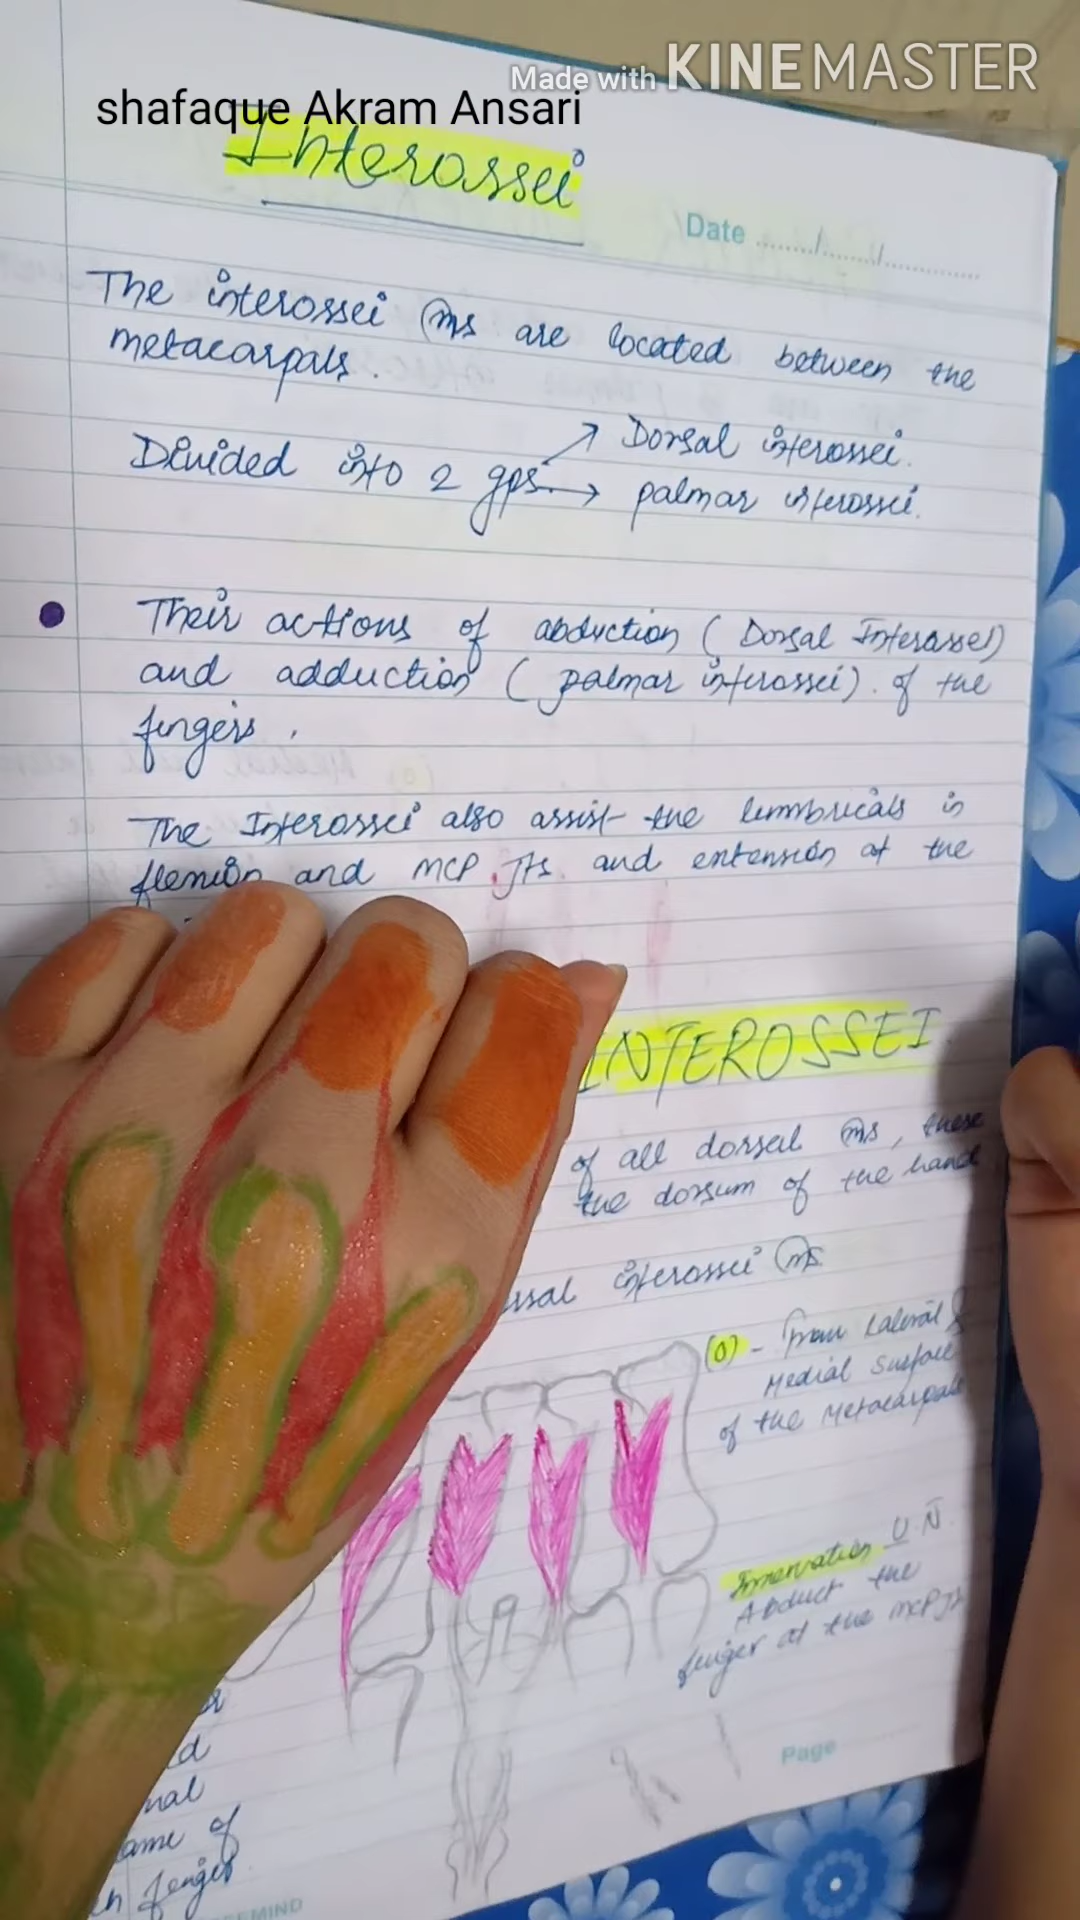 Made with KINEMASTER
shafaque Akram Ansari
Interossei
Date
The interossei ms are located between the
metacarpals.
Divided into 2 gps → Dorsal interossei.
→ palmar interossei.
Their actions of abduction (Dorsal Interossei)
and adduction (palmar interossei). of the
fingers.
The Interossei also assist the lumbricals in
flexion and MCP Jts. and extension at the
INTEROSSEI
of all dorsal ms, these
the dorsum of the hand
interossei ms
(O) - from Lateral &
Medial surface
of the Metacarpals
Innervation U.N.
Abduct the
finger at the MCP Jt
Page
ame of
finger